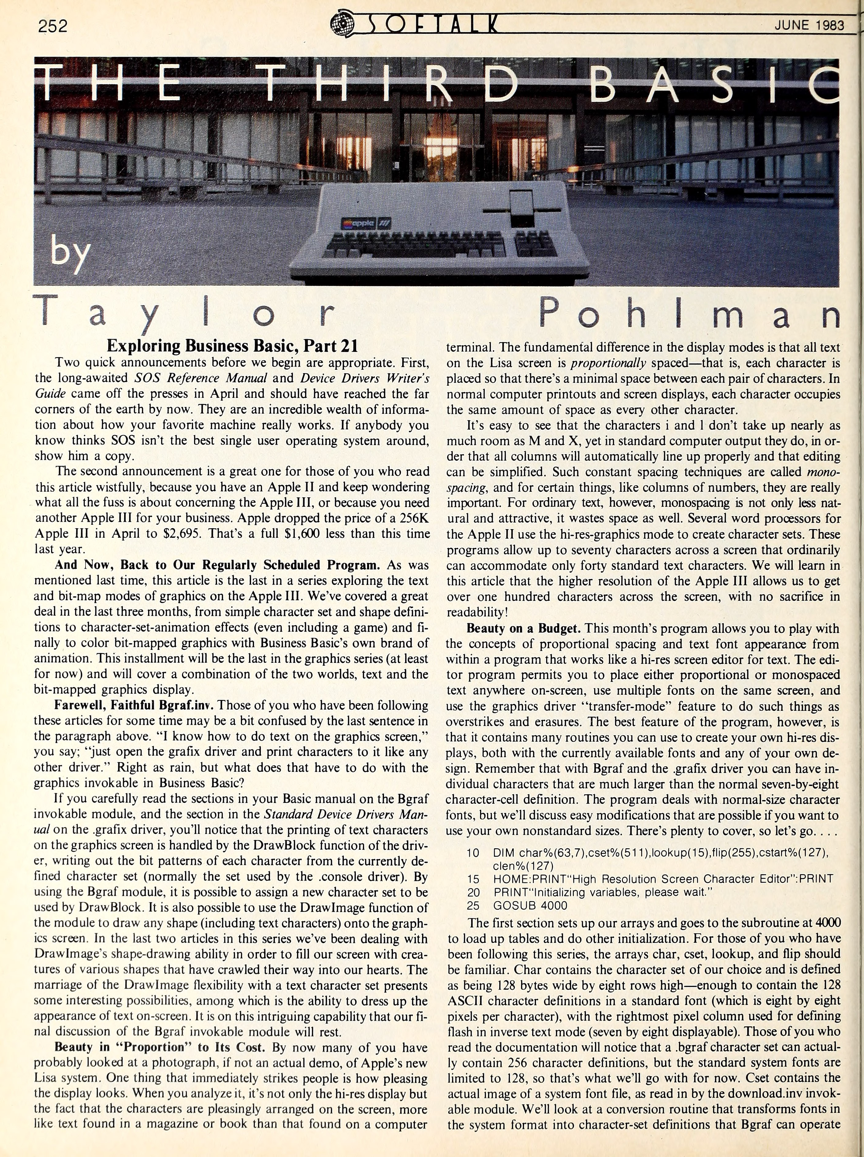 252
SOFTALK
JUNE 1983
THE THIRD BASIC
apple ///
by
Taylor Pohlman
Exploring Business Basic, Part 21
Two quick announcements before we begin are appropriate. First,
the long-awaited SOS Reference Manual and Device Drivers Writer's
Guide came off the presses in April and should have reached the far
corners of the earth by now. They are an incredible wealth of informa-
tion about how your favorite machine really works. If anybody you
know thinks SOS isn't the best single user operating system around,
show him a copy.
The second announcement is a great one for those of you who read
this article wistfully, because you have an Apple II and keep wondering
what all the fuss is about concerning the Apple III, or because you need
another Apple III for your business. Apple dropped the price of a 256K
Apple III in April to $2,695. That's a full $1,600 less than this time
last year.
And Now, Back to Our Regularly Scheduled Program. As was
mentioned last time, this article is the last in a series exploring the text
and bit-map modes of graphics on the Apple III. We've covered a great
deal in the last three months, from simple character set and shape defini-
tions to character-set-animation effects (even including a game) and fi-
nally to color bit-mapped graphics with Business Basic's own brand of
animation. This installment will be the last in the graphics series (at least
for now) and will cover a combination of the two worlds, text and the
bit-mapped graphics display.
Farewell, Faithful Bgraf.inv. Those of you who have been following
these articles for some time may be a bit confused by the last sentence in
the paragraph above. "I know how to do text on the graphics screen,"
you say; "just open the grafix driver and print characters to it like any
other driver." Right as rain, but what does that have to do with the
graphics invokable in Business Basic?
If you carefully read the sections in your Basic manual on the Bgraf
invokable module, and the section in the Standard Device Drivers Man-
ual on the .grafix driver, you'll notice that the printing of text characters
on the graphics screen is handled by the DrawBlock function of the driv-
er, writing out the bit patterns of each character from the currently de-
fined character set (normally the set used by the .console driver). By
using the Bgraf module, it is possible to assign a new character set to be
used by DrawBlock. It is also possible to use the DrawImage function of
the module to draw any shape (including text characters) onto the graph-
ics screen. In the last two articles in this series we've been dealing with
DrawImage's shape-drawing ability in order to fill our screen with crea-
tures of various shapes that have crawled their way into our hearts. The
marriage of the DrawImage flexibility with a text character set presents
some interesting possibilities, among which is the ability to dress up the
appearance of text on-screen. It is on this intriguing capability that our fi-
nal discussion of the Bgraf invokable module will rest.
Beauty in "Proportion" to Its Cost. By now many of you have
probably looked at a photograph, if not an actual demo, of Apple's new
Lisa system. One thing that immediately strikes people is how pleasing
the display looks. When you analyze it, it's not only the hi-res display but
the fact that the characters are pleasingly arranged on the screen, more
like text found in a magazine or book than that found on a computer
terminal. The fundamental difference in the display modes is that all text
on the Lisa screen is proportionally spaced—that is, each character is
placed so that there's a minimal space between each pair of characters. In
normal computer printouts and screen displays, each character occupies
the same amount of space as every other character.
It's easy to see that the characters i and l don't take up nearly as
much room as M and X, yet in standard computer output they do, in or-
der that all columns will automatically line up properly and that editing
can be simplified. Such constant spacing techniques are called mono-
spacing, and for certain things, like columns of numbers, they are really
important. For ordinary text, however, monospacing is not only less nat-
ural and attractive, it wastes space as well. Several word processors for
the Apple II use the hi-res-graphics mode to create character sets. These
programs allow up to seventy characters across a screen that ordinarily
can accommodate only forty standard text characters. We will learn in
this article that the higher resolution of the Apple III allows us to get
over one hundred characters across the screen, with no sacrifice in
readability!
Beauty on a Budget. This month's program allows you to play with
the concepts of proportional spacing and text font appearance from
within a program that works like a hi-res screen editor for text. The edi-
tor program permits you to place either proportional or monospaced
text anywhere on-screen, use multiple fonts on the same screen, and
use the graphics driver "transfer-mode" feature to do such things as
overstrikes and erasures. The best feature of the program, however, is
that it contains many routines you can use to create your own hi-res dis-
plays, both with the currently available fonts and any of your own de-
sign. Remember that with Bgraf and the .grafix driver you can have in-
dividual characters that are much larger than the normal seven-by-eight
character-cell definition. The program deals with normal-size character
fonts, but we'll discuss easy modifications that are possible if you want to
use your own nonstandard sizes. There's plenty to cover, so let's go. . . .
10 DIM char%(63,7),cset%(511),lookup(15),flip(255),cstart%(127),
clen%(127)
15 HOME:PRINT"High Resolution Screen Character Editor":PRINT
20 PRINT"Initializing variables, please wait."
25 GOSUB 4000
The first section sets up our arrays and goes to the subroutine at 4000
to load up tables and do other initialization. For those of you who have
been following this series, the arrays char, cset, lookup, and flip should
be familiar. Char contains the character set of our choice and is defined
as being 128 bytes wide by eight rows high—enough to contain the 128
ASCII character definitions in a standard font (which is eight by eight
pixels per character), with the rightmost pixel column used for defining
flash in inverse text mode (seven by eight displayable). Those of you who
read the documentation will notice that a .bgraf character set can actual-
ly contain 256 character definitions, but the standard system fonts are
limited to 128, so that's what we'll go with for now. Cset contains the
actual image of a system font file, as read in by the download.inv invok-
able module. We'll look at a conversion routine that transforms fonts in
the system format into character-set definitions that Bgraf can operate